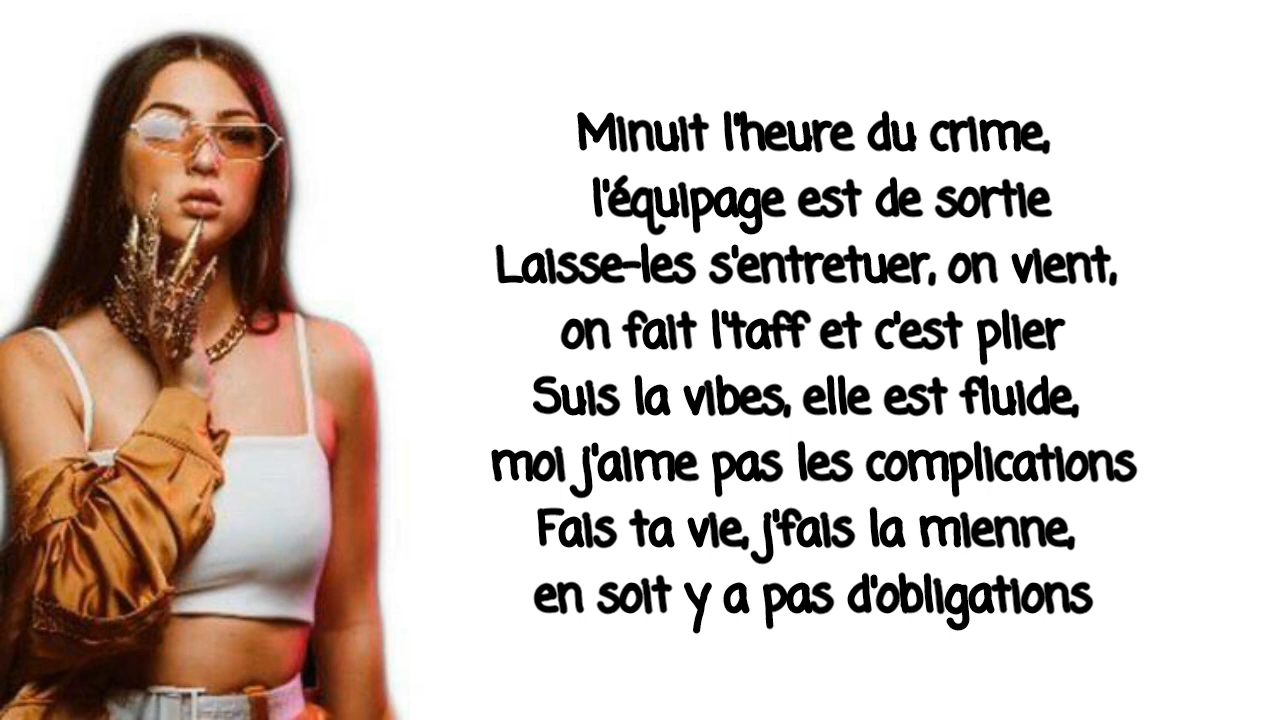 Minuit l'heure du crime,
l'équipage est de sortie
Laisse-les s'entretuer, on vient,
on fait l'taff et c'est plier
Suis la vibes, elle est fluide,
moi j'aime pas les complications
Fais ta vie, j'fais la mienne,
en soit y a pas d'obligations